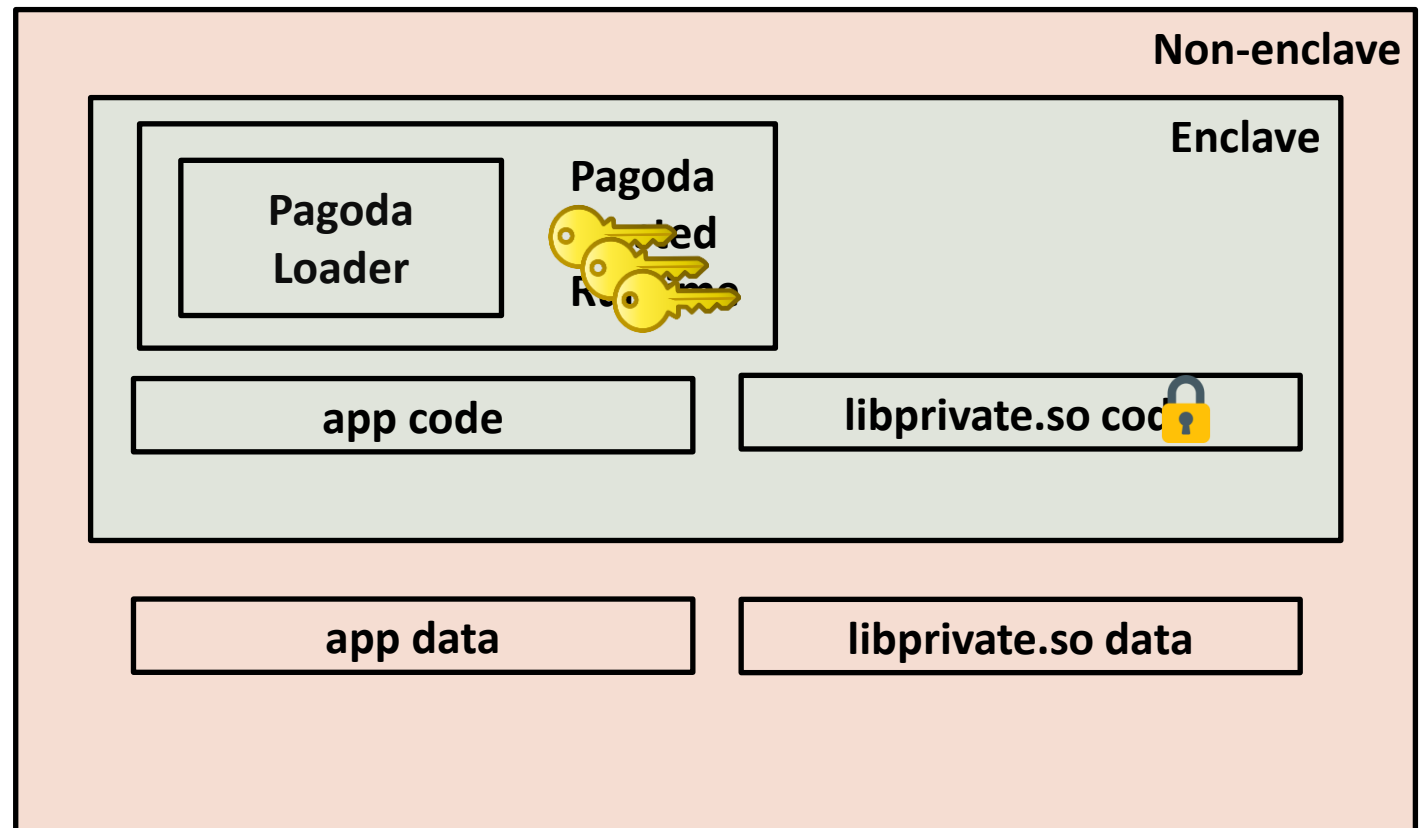 Non-enclave
Enclave
Pagoda
Loader
Pagoda
app code
libprivate.so
app data
libprivate.so data